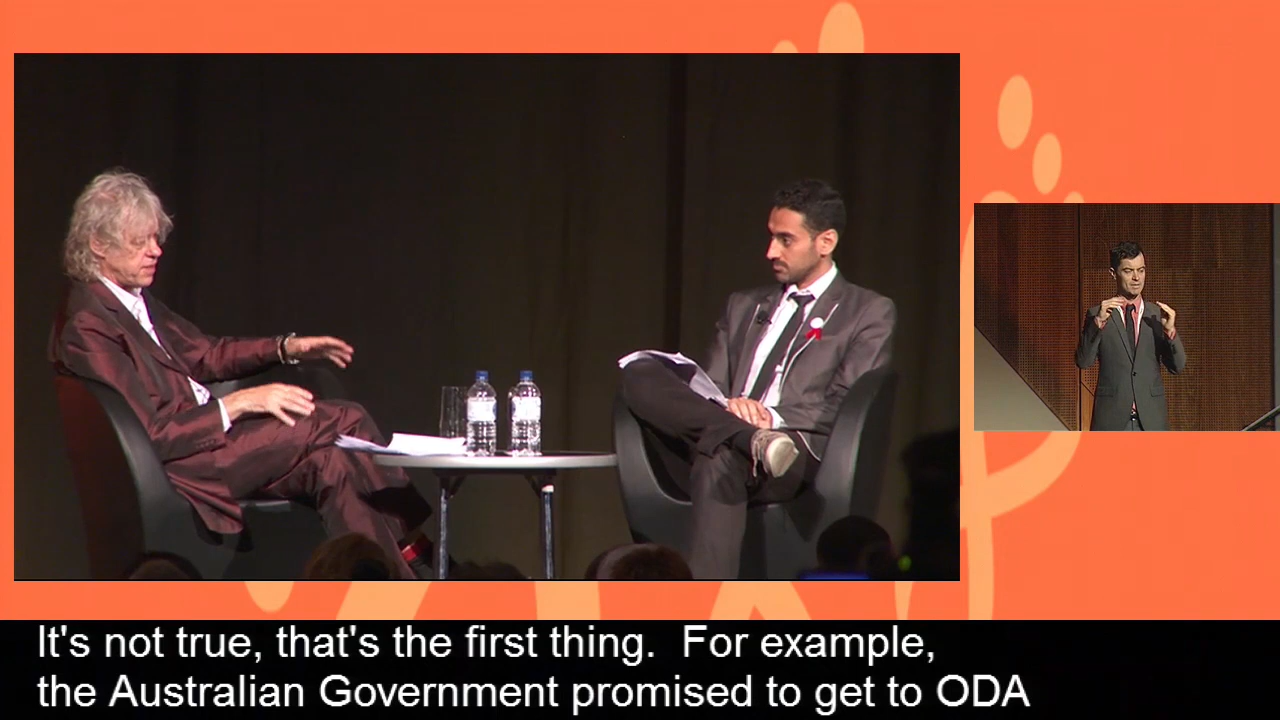 It's not true, that's the first thing.  For example,
the Australian Government promised to get to ODA